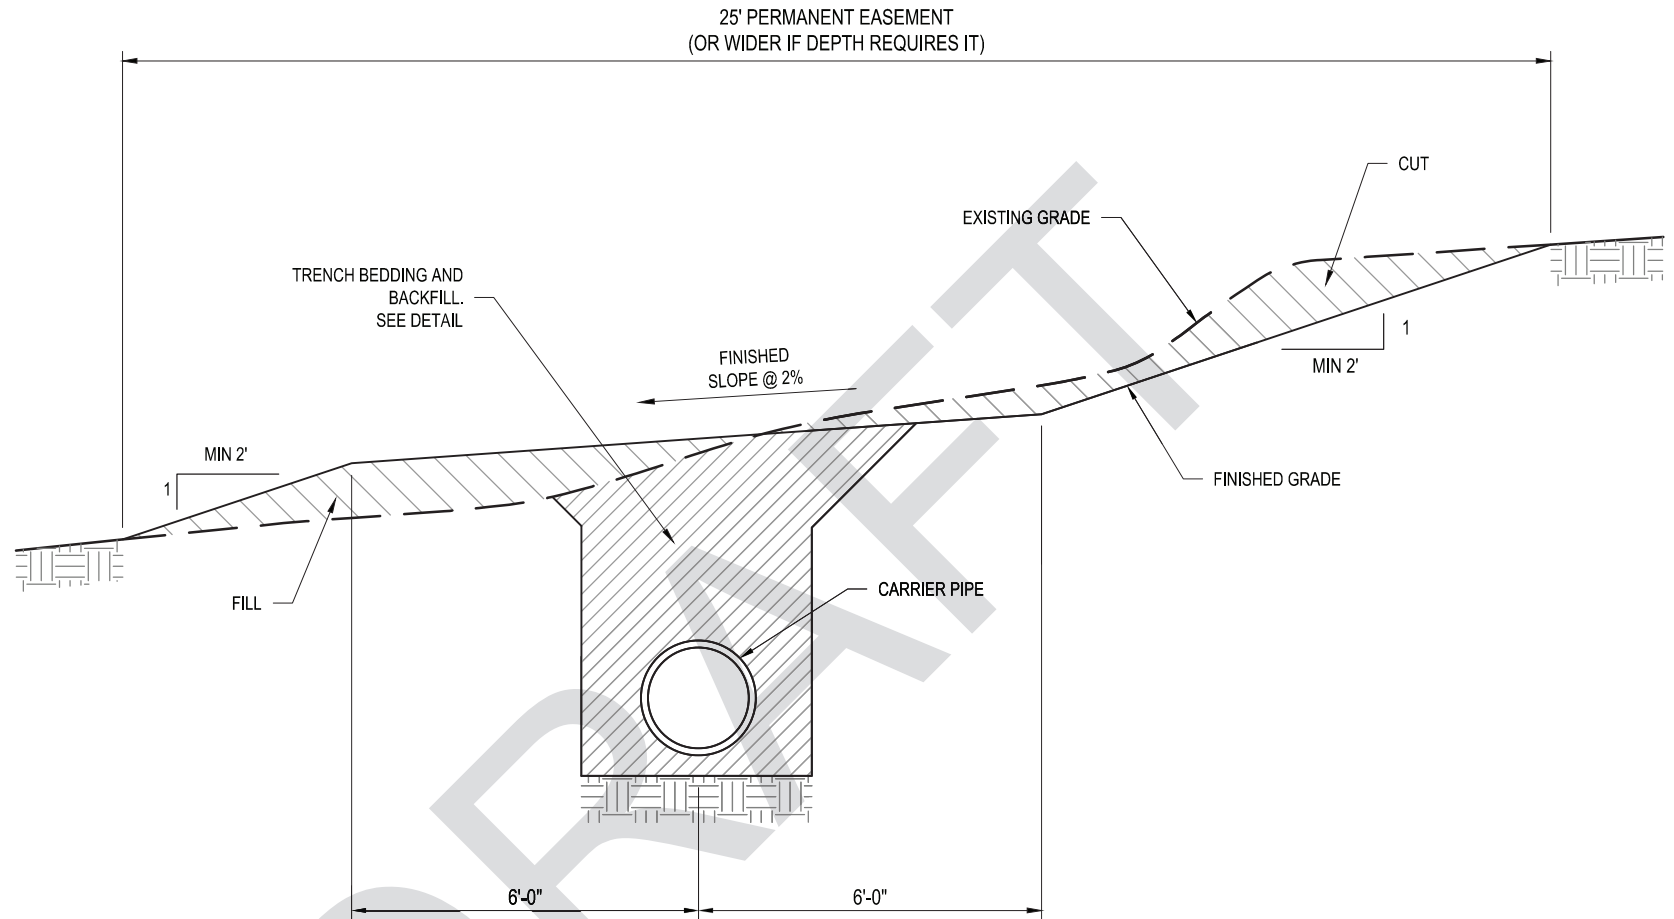 25' PERMANENT EASEMENT
(OR WIDER IF DEPTH REQUIRES IT)
CUT
EXISTING GRADE
TRENCH BEDDING AND
BACKFILL.
SEE DETAIL
FINISHED
SLOPE @ 2%
1
MIN 2'
MIN 2'
1
FINISHED GRADE
FILL
CARRIER PIPE
6'-0"
6'-0"
DRAFT